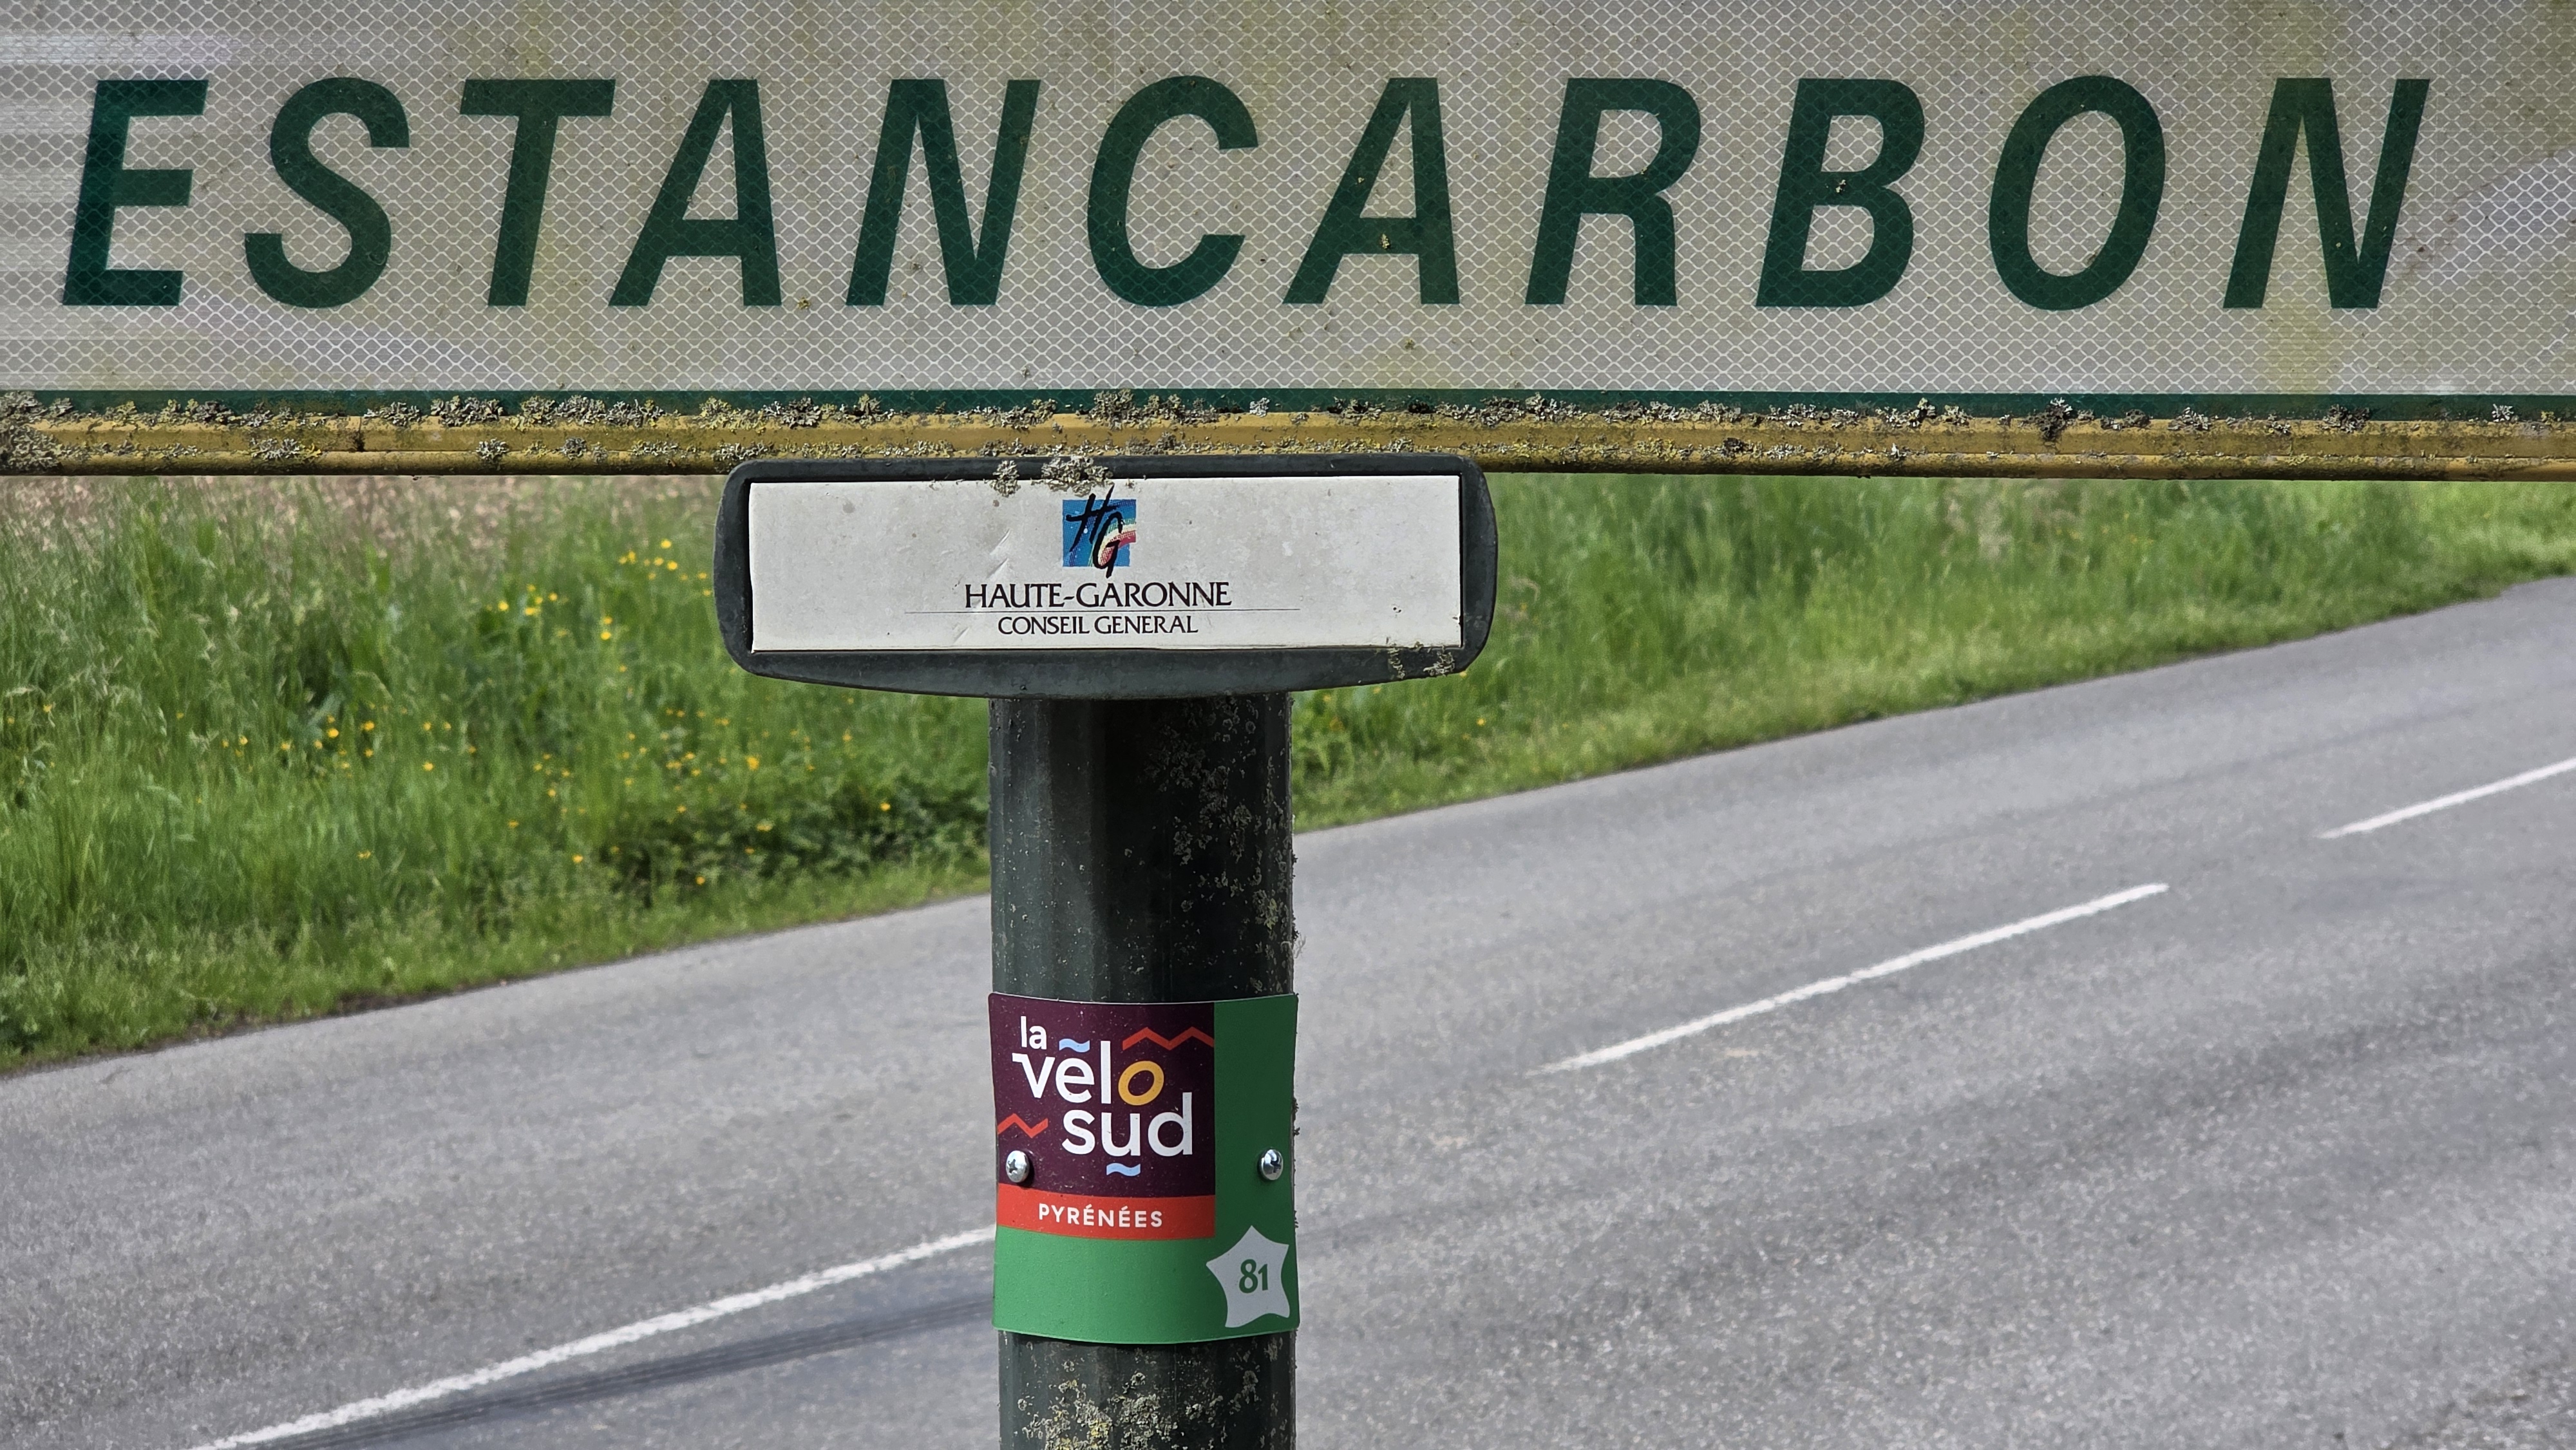 ESTANCARBON
HG
HAUTE-GARONNE
CONSEIL GENERAL
la
vélo
sud
PYRÉNÉES
81